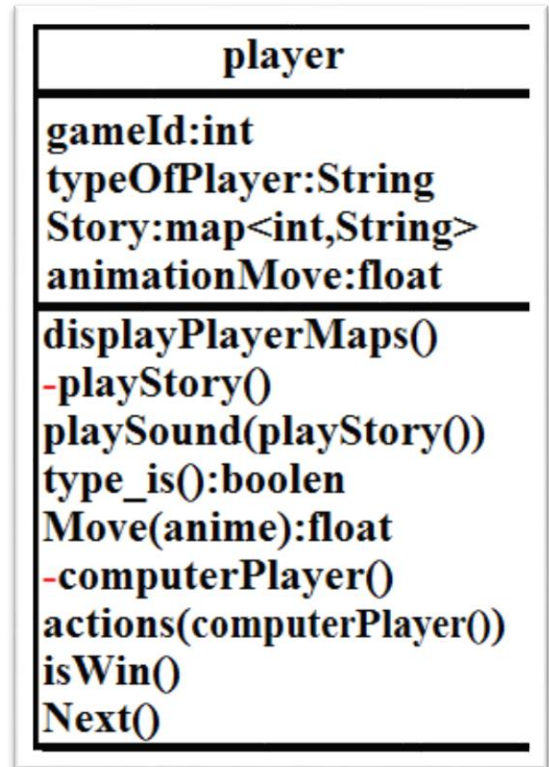 player
gameId:int
typeOfPlayer:String
Story:map<int,String>
animationMove:float
displayPlayerMaps()
-playStory()
playSound(playStory())
type_is():boolen
Move(anime):float
-computerPlayer()
actions(computerPlayer())
isWin()
Next()